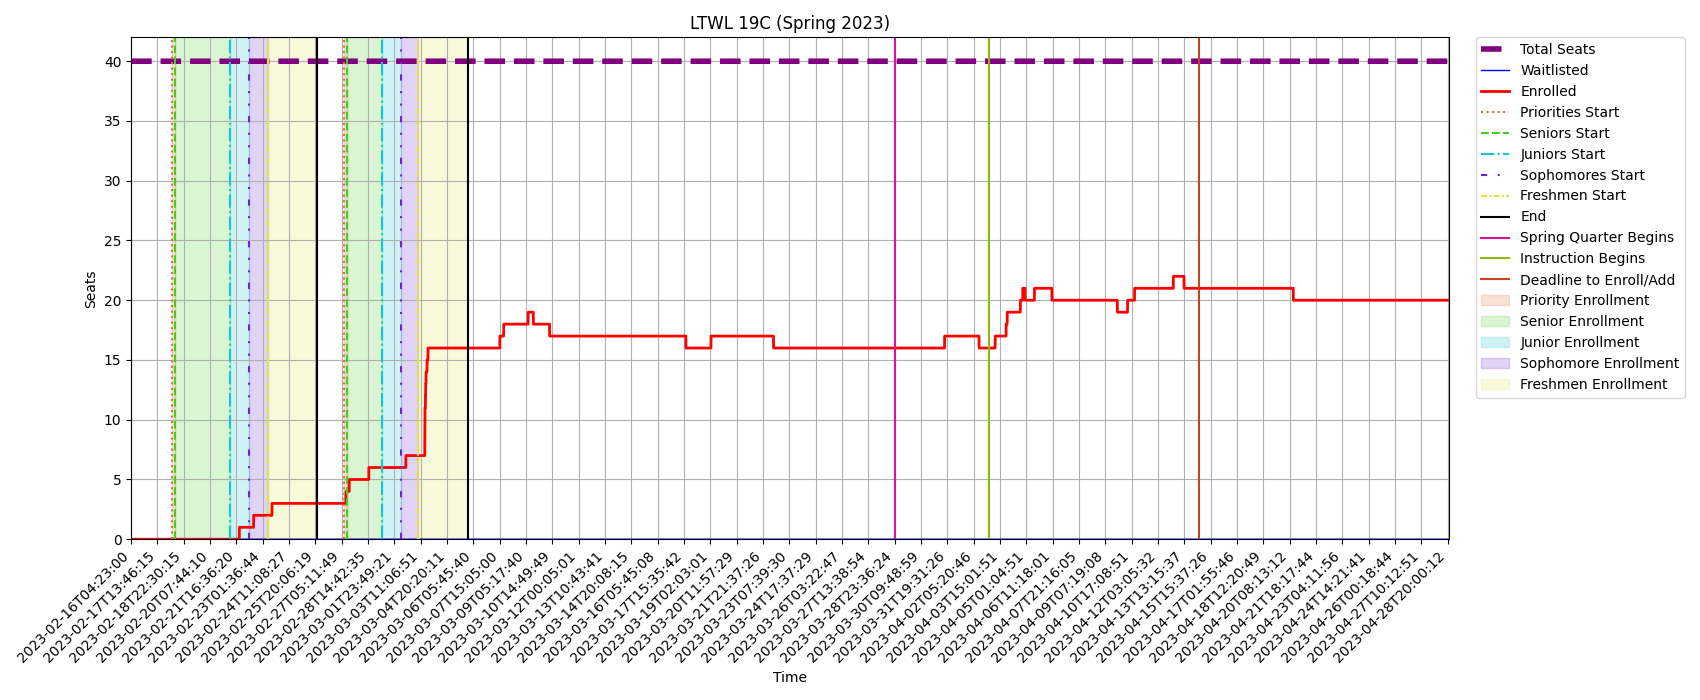 LTWL 19C (Spring 2023)
Seats
40
35
30
25
20
15
10
5
0
2023-02-16T04:23:00
2023-02-17T13:46:15
2023-02-18T22:30:15
2023-02-20T07:44:10
2023-02-21T16:36:20
2023-02-23T01:36:44
2023-02-24T11:08:27
2023-02-25T20:06:19
2023-02-27T05:11:49
2023-02-28T14:42:35
2023-03-01T23:49:21
2023-03-03T11:06:51
2023-03-04T20:20:11
2023-03-06T05:45:40
2023-03-07T15:05:00
2023-03-09T05:17:40
2023-03-10T14:49:49
2023-03-12T00:05:01
2023-03-13T10:43:41
2023-03-14T20:08:15
2023-03-16T05:45:08
2023-03-17T15:35:42
2023-03-19T02:03:01
2023-03-20T11:57:29
2023-03-21T21:37:26
2023-03-23T07:39:30
2023-03-24T17:37:29
2023-03-26T03:22:47
2023-03-27T13:38:54
2023-03-28T23:36:24
2023-03-30T09:48:59
2023-03-31T19:31:26
2023-04-02T05:20:46
2023-04-03T15:01:51
2023-04-05T01:04:51
2023-04-06T11:18:01
2023-04-07T21:16:05
2023-04-09T07:19:08
2023-04-10T17:08:51
2023-04-12T03:05:32
2023-04-13T13:15:37
2023-04-15T15:37:26
2023-04-17T01:55:46
2023-04-18T12:20:49
2023-04-20T08:13:12
2023-04-21T18:17:44
2023-04-23T04:11:56
2023-04-24T14:21:41
2023-04-26T00:18:44
2023-04-27T10:12:51
2023-04-28T20:00:12
Time
Total Seats
Waitlisted
Enrolled
Priorities Start
Seniors Start
Juniors Start
Sophomores Start
Freshmen Start
End
Spring Quarter Begins
Instruction Begins
Deadline to Enroll/Add
Priority Enrollment
Senior Enrollment
Junior Enrollment
Sophomore Enrollment
Freshmen Enrollment